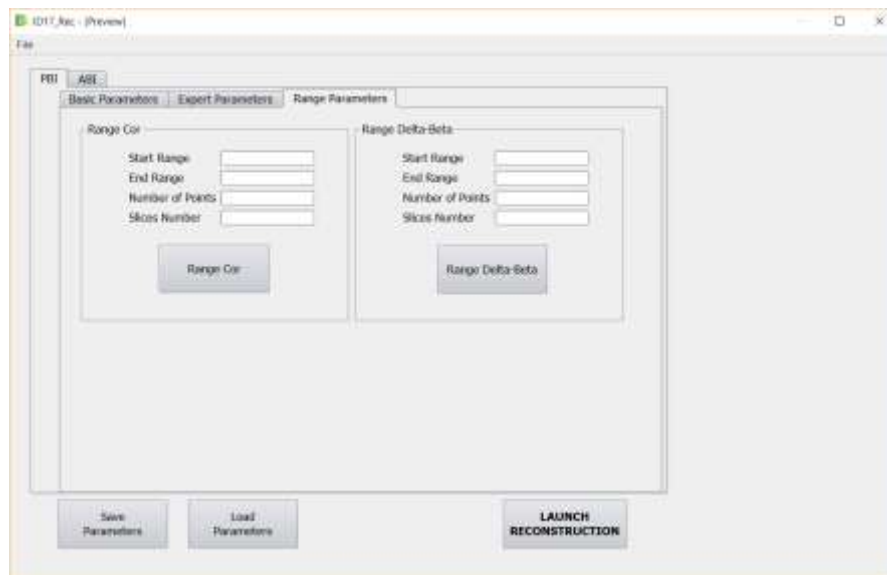 ID17_Rec - [Preview]
File
PBI ABI
Basic Parameters Expert Parameters Range Parameters
Range Cor
Start Range
End Range
Number of Points
Slices Number
Range Cor
Range Delta-Beta
Start Range
End Range
Number of Points
Slices Number
Range Delta-Beta
Save
Parameters
Load
Parameters
LAUNCH
RECONSTRUCTION